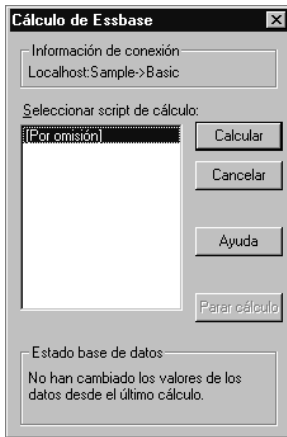 Cálculo de Essbase
Información de conexión
Localhost:Sample->Basic
Seleccionar script de cálculo:
(Por omisión)
Calcular
Cancelar
Ayuda
Parar cálculo
Estado base de datos
No han cambiado los valores de los
datos desde el último cálculo.